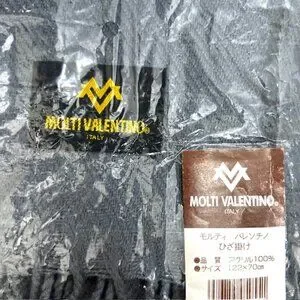 MOLTI VALENTINO®
ITALY
MOLTI VALENTINO®
ITALY
モルティ バレンチノ
ひざ掛け
●品 質 アクリル100%
●サイズ 122×70cm